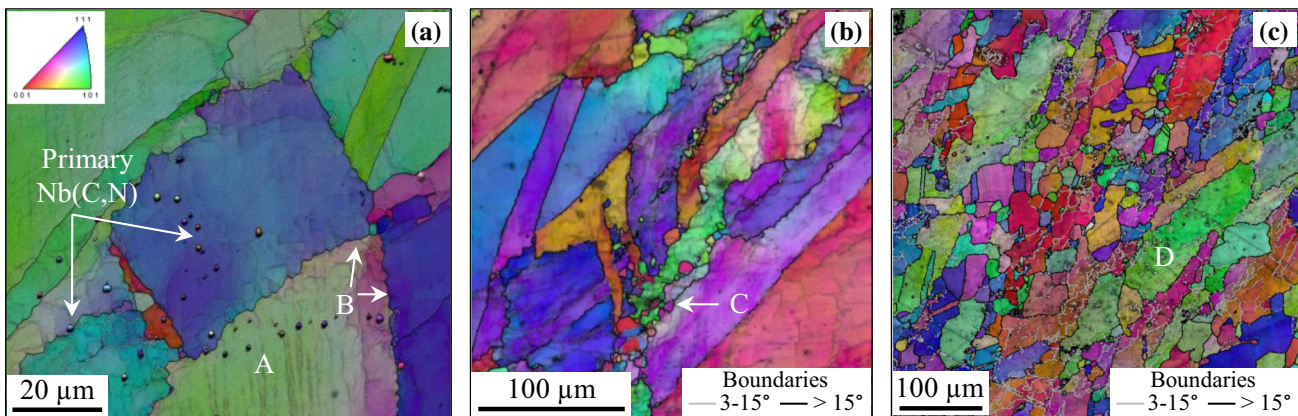 (a)
111
001 101
Primary
Nb(C,N)
B
A
20 µm
(b)
C
100 µm
Boundaries
3-15° > 15°
(c)
D
100 µm
Boundaries
3-15° > 15°